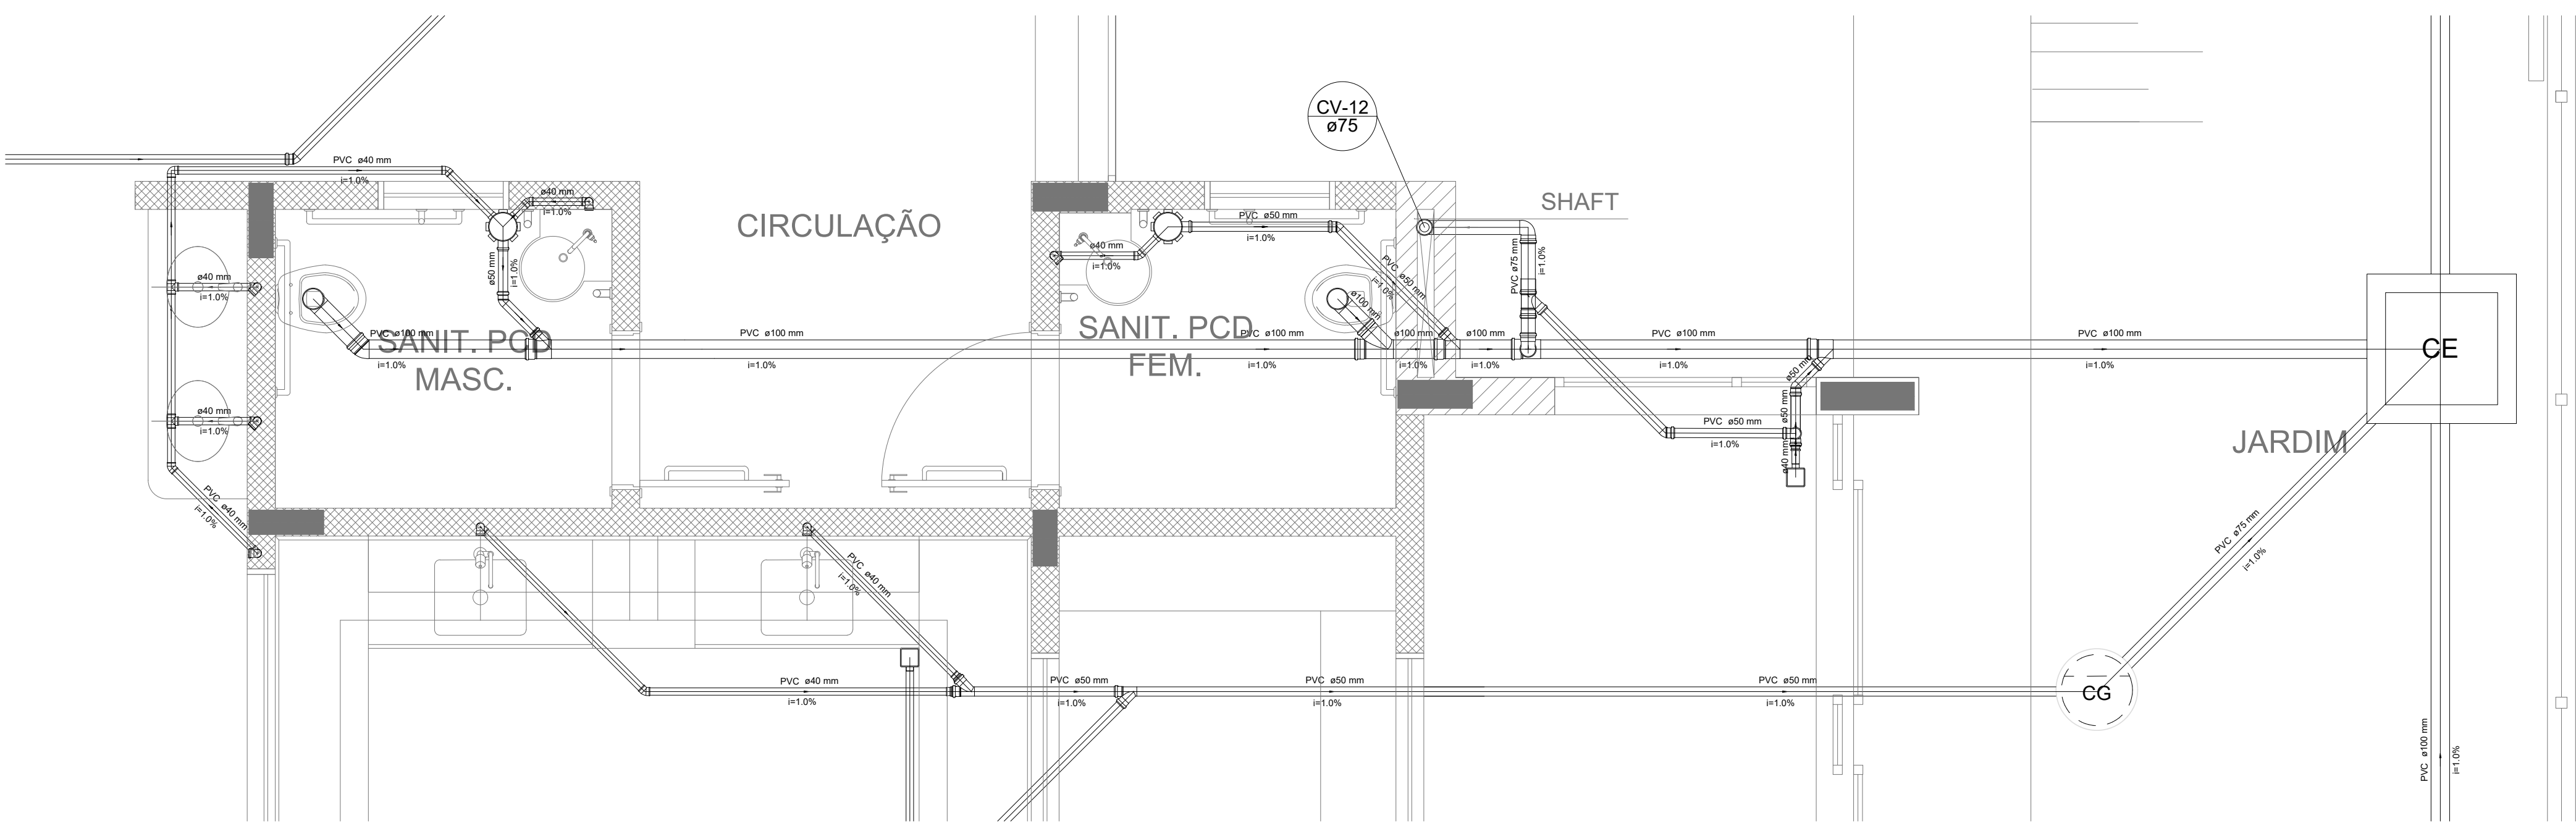 CV-12
ø75
SHAFT
PVC ø40 mm
i=1.0%
ø40 mm
i=1.0%
CIRCULAÇÃO
PVC ø50 mm
i=1.0%
ø40 mm
i=1.0%
ø50 mm
i=1.0%
PVC ø75 mm
i=1.0%
PVC ø50 mm
i=1.0%
ø100 mm
ø40 mm
i=1.0%
PVC ø100 mm
i=1.0%
SANIT. PCD
MASC.
PVC ø100 mm
i=1.0%
SANIT. PCD
FEM.
PVC ø100 mm
i=1.0%
ø100 mm
i=1.0%
ø100 mm
i=1.0%
PVC ø100 mm
i=1.0%
ø50 mm
PVC ø100 mm
i=1.0%
CE
ø40 mm
i=1.0%
PVC ø50 mm
i=1.0%
ø50 mm
ø40 mm
JARDIM
PVC ø40 mm
i=1.0%
PVC ø40 mm
i=1.0%
PVC ø75 mm
i=1.0%
PVC ø40 mm
i=1.0%
PVC ø50 mm
i=1.0%
PVC ø50 mm
i=1.0%
PVC ø50 mm
i=1.0%
CG
PVC ø100 mm
i=1.0%